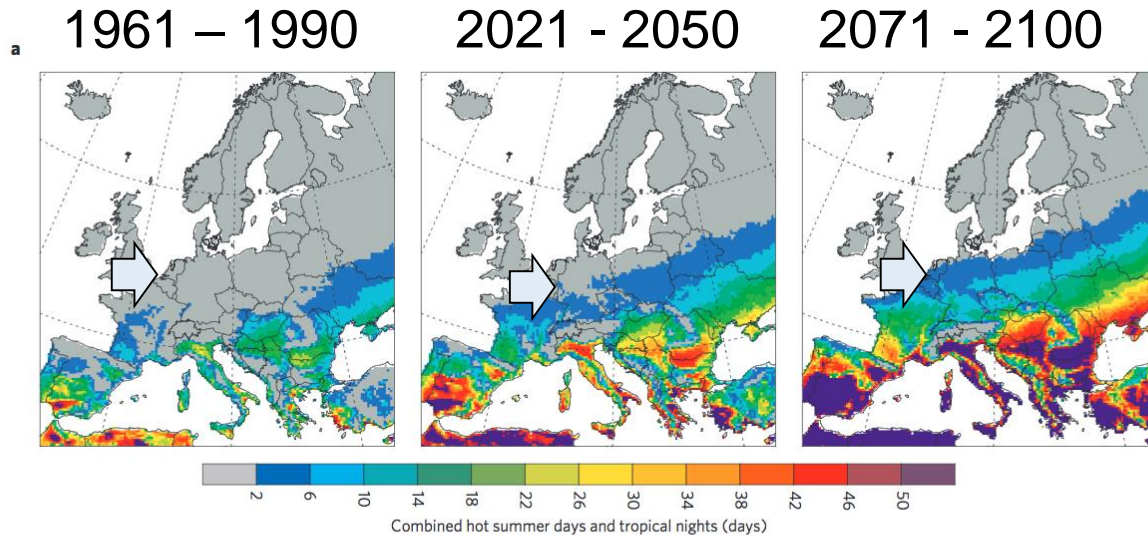 1961 – 1990 2021 - 2050 2071 - 2100
a
2 6 10 14 18 22 26 30 34 38 42 46 50
Combined hot summer days and tropical nights (days)